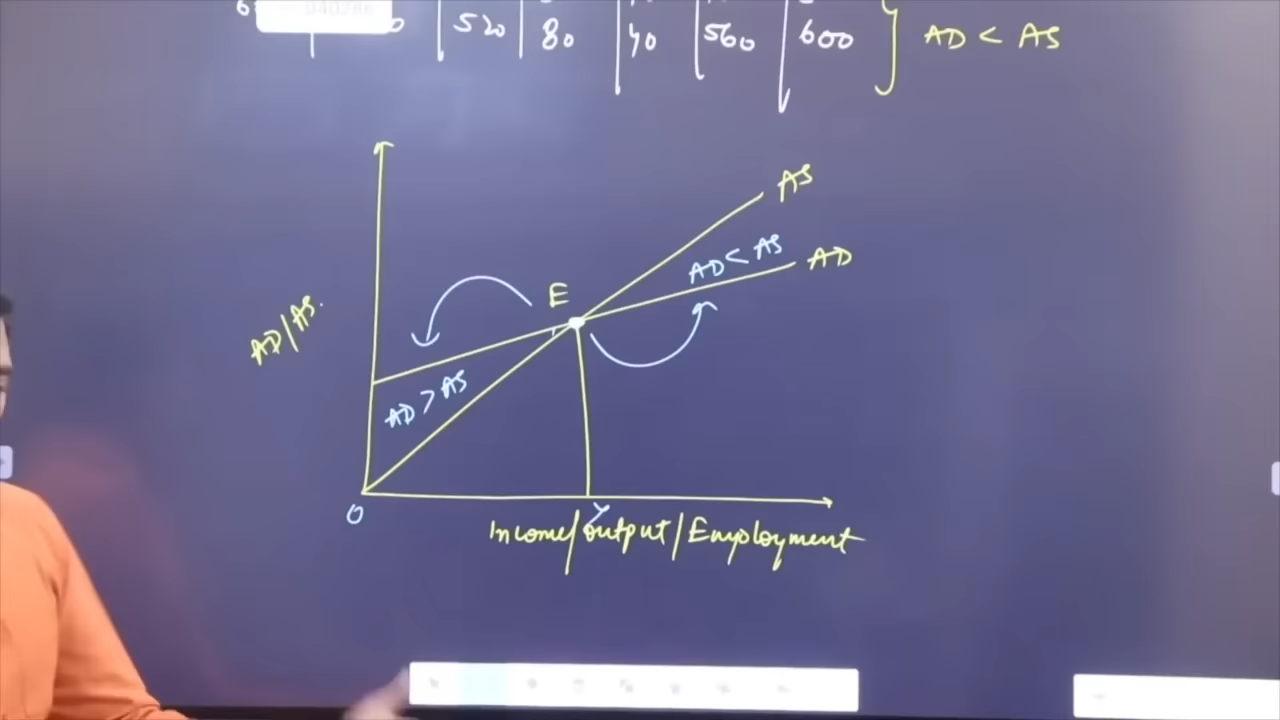 520 | 80 | 40 | 560 | 600 } AD < AS
AS
AD < AS
AD
E
AD/AS.
AD > AS
O
Y
Income/output/Employment